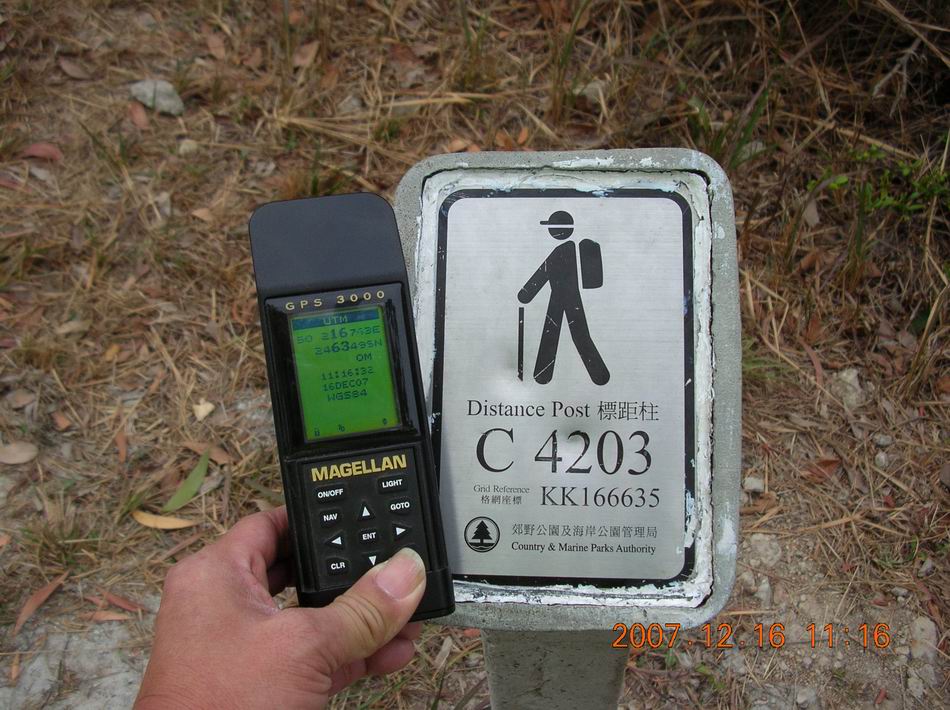 GPS 3000
UTM
50 216763E
2463495N
0M
11:16:32
16DEC07
WGS84
MAGELLAN
ON/OFF LIGHT
NAV GOTO
ENT
CLR
Distance Post 標距柱
C 4203
Grid Reference
格網座標 KK166635
郊野公園及海岸公園管理局
Country & Marine Parks Authority
2007.12.16 11:16